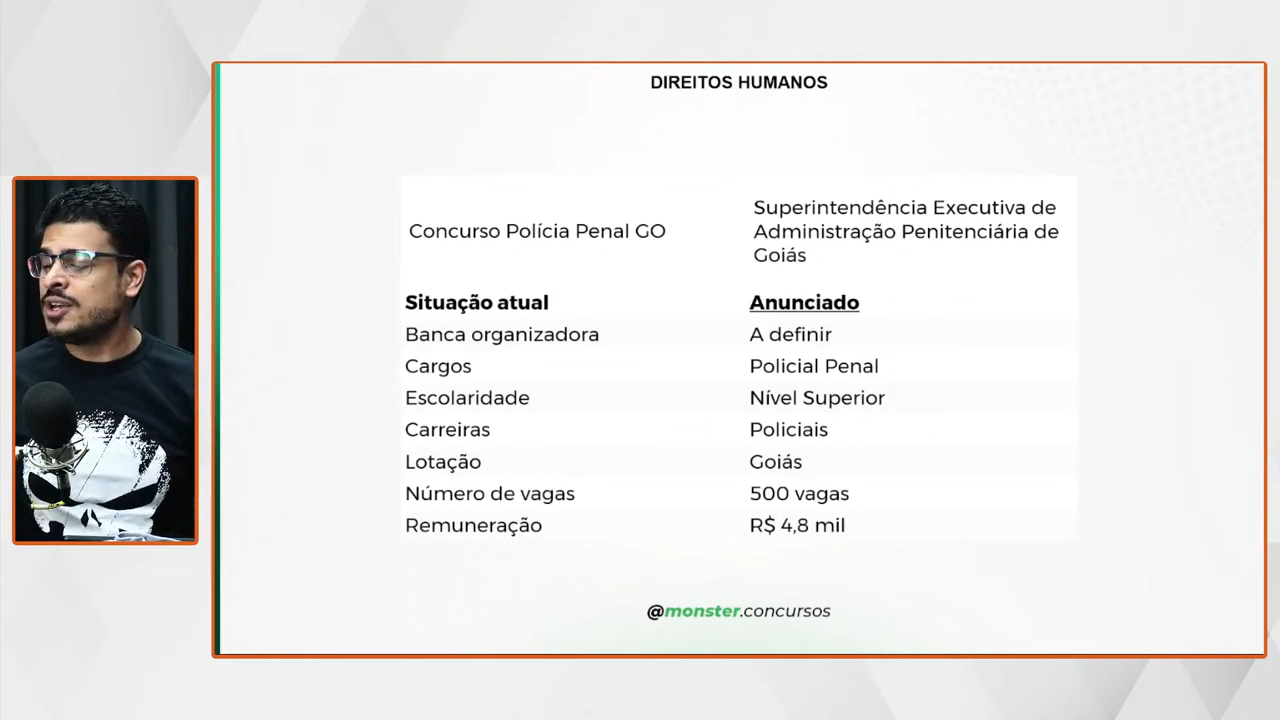 DIREITOS HUMANOS
Concurso Polícia Penal GO
Superintendência Executiva de
Administração Penitenciária de
Goiás
Situação atual Anunciado
Banca organizadora A definir
Cargos Policial Penal
Escolaridade Nível Superior
Carreiras Policiais
Lotação Goiás
Número de vagas 500 vagas
Remuneração R$ 4,8 mil
@monster.concursos